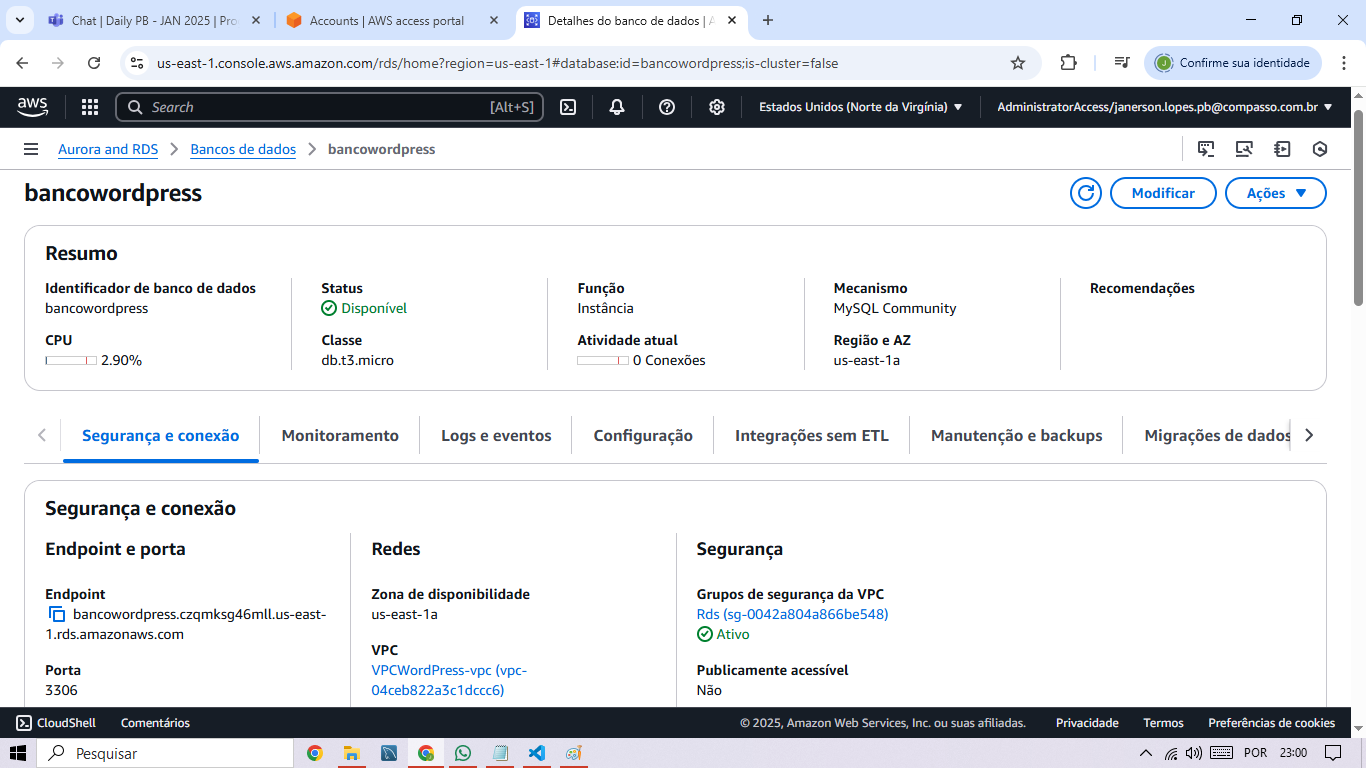 Chat | Daily PB - JAN 2025 | Pro
Accounts | AWS access portal
Detalhes do banco de dados | A
us-east-1.console.aws.amazon.com/rds/home?region=us-east-1#database:id=bancowordpress;is-cluster=false
J
Confirme sua identidade
aws
Search
[Alt+S]
Estados Unidos (Norte da Virgínia)
AdministratorAccess/janerson.lopes.pb@compasso.com.br
Aurora and RDS
Bancos de dados
bancowordpress
bancowordpress
Modificar
Ações
Resumo
Identificador de banco de dados
bancowordpress
Status
Disponível
Função
Instância
Mecanismo
MySQL Community
Recomendações
CPU
2.90%
Classe
db.t3.micro
Atividade atual
0 Conexões
Região e AZ
us-east-1a
Segurança e conexão
Monitoramento
Logs e eventos
Configuração
Integrações sem ETL
Manutenção e backups
Migrações de dados
Segurança e conexão
Endpoint e porta
Endpoint
bancowordpress.czqmksg46mll.us-east-
1.rds.amazonaws.com
Porta
3306
Redes
Zona de disponibilidade
us-east-1a
VPC
VPCWordPress-vpc (vpc-
04ceb822a3c1dccc6)
Segurança
Grupos de segurança da VPC
Rds (sg-0042a804a866be548)
Ativo
Publicamente acessível
Não
CloudShell
Comentários
© 2025, Amazon Web Services, Inc. ou suas afiliadas.
Privacidade
Termos
Preferências de cookies
Pesquisar
POR
23:00